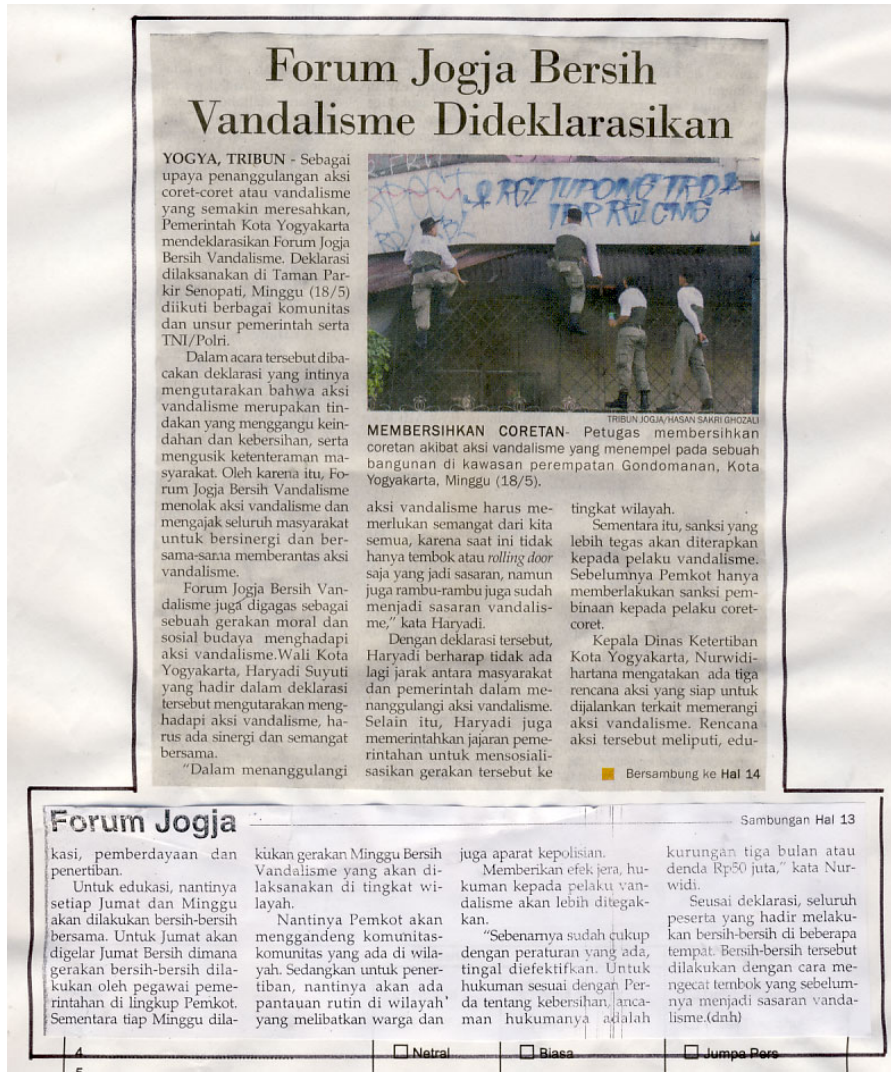 Forum Jogja Bersih
Vandalisme Dideklarasikan
YOGYA, TRIBUN - Sebagai
upaya penanggulangan aksi
coret-coret atau vandalisme
yang semakin meresahkan,
Pemerintah Kota Yogyakarta
mendeklarasikan Forum Jogja
Bersih Vandalisme. Deklarasi
dilaksanakan di Taman Par-
kir Senopati, Minggu (18/5)
diikuti berbagai komunitas
dan unsur pemerintah serta
TNI/Polri.
Dalam acara tersebut diba-
cakan deklarasi yang intinya
mengutarakan bahwa aksi
vandalisme merupakan tin-
dakan yang menggangu kein-
dahan dan kebersihan, serta
mengusik ketenteraman ma-
syarakat. Oleh karena itu, Fo-
rum Jogja Bersih Vandalisme
menolak aksi vandalisme dan
mengajak seluruh masyarakat
untuk bersinergi dan ber-
sama-sama memberantas aksi
vandalisme.
Forum Jogja Bersih Van-
dalisme juga digagas sebagai
sebuah gerakan moral dan
sosial budaya menghadapi
aksi vandalisme.Wali Kota
Yogyakarta, Haryadi Suyuti
yang hadir dalam deklarasi
tersebut mengutarakan meng-
hadapi aksi vandalisme, ha-
rus ada sinergi dan semangat
bersama.
"Dalam menanggulangi
RGZ TUPONG TRD
TRP RGZ CMG
TRIBUN JOGJA/HASAN SAKRI GHOZALI
MEMBERSIHKAN CORETAN- Petugas membersihkan
coretan akibat aksi vandalisme yang menempel pada sebuah
bangunan di kawasan perempatan Gondomanan, Kota
Yogyakarta, Minggu (18/5).
aksi vandalisme harus me-
merlukan semangat dari kita
semua, karena saat ini tidak
hanya tembok atau rolling door
saja yang jadi sasaran, namun
juga rambu-rambu juga sudah
menjadi sasaran vandalis-
me," kata Haryadi.
Dengan deklarasi tersebut,
Haryadi berharap tidak ada
lagi jarak antara masyarakat
dan pemerintah dalam me-
nanggulangi aksi vandalisme.
Selain itu, Haryadi juga
memerintahkan jajaran peme-
rintahan untuk mensosiali-
sasikan gerakan tersebut ke
tingkat wilayah.
Sementara itu, sanksi yang
lebih tegas akan diterapkan
kepada pelaku vandalisme.
Sebelumnya Pemkot hanya
memberlakukan sanksi pem-
binaan kepada pelaku coret-
coret.
Kepala Dinas Ketertiban
Kota Yogyakarta, Nurwidi-
hartana mengatakan ada tiga
rencana aksi yang siap untuk
dijalankan terkait memerangi
aksi vandalisme. Rencana
aksi tersebut meliputi, edu-
Bersambung ke Hal 14
Forum Jogja
Sambungan Hal 13
kasi, pemberdayaan dan
penertiban.
Untuk edukasi, nantinya
setiap Jumat dan Minggu
akan dilakukan bersih-bersih
bersama. Untuk Jumat akan
digelar Jumat Bersih dimana
gerakan bersih-bersih dila-
kukan oleh pegawai peme-
rintahan di lingkup Pemkot.
Sementara tiap Minggu dila-
kukan gerakan Minggu Bersih
Vandalisme yang akan di-
laksanakan di tingkat wi-
layah.
Nantinya Pemkot akan
menggandeng komunitas-
komunitas yang ada di wila-
yah. Sedangkan untuk pener-
tiban, nantinya akan ada
pantauan rutin di wilayah
yang melibatkan warga dan
juga aparat kepolisian.
Memberikan efek jera, hu-
kuman kepada pelaku van-
dalisme akan lebih ditegak-
kan.
"Sebenarnya sudah cukup
dengan peraturan yang ada,
tingal diefektifkan. Untuk
hukuman sesuai dengan Per-
da tentang kebersihan, anca-
man hukumanya adalah
kurungan tiga bulan atau
denda Rp50 juta," kata Nur-
widi.
Seusai deklarasi, seluruh
peserta yang hadir melaku-
kan bersih-bersih di beberapa
tempat. Bersih-bersih tersebut
dilakukan dengan cara me-
ngecat tembok yang sebelum-
nya menjadi sasaran vanda-
lisme.(dnh)
4 Netral Biasa Jumpa Pers